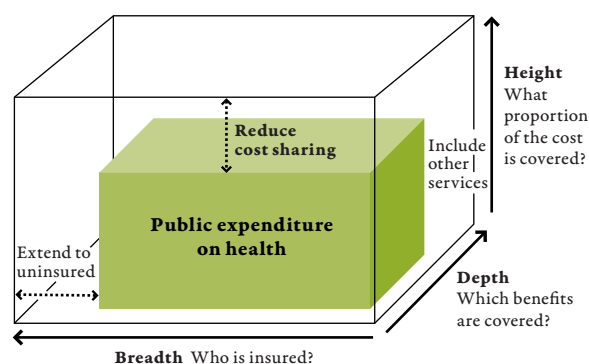 Height
What
proportion
of the cost
is covered?
Reduce
cost sharing
Include
other
services
Public expenditure
on health
Extend to
uninsured
Depth
Which benefits
are covered?
Breadth Who is insured?